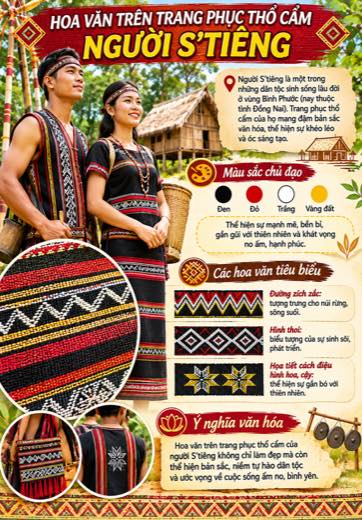 HOA VĂN TRÊN TRANG PHỤC THỔ CẨM
NGƯỜI S'TIÊNG
Người S'tiêng là một trong
những dân tộc sinh sống lâu đời
ở vùng Bình Phước (nay thuộc
tỉnh Đồng Nai). Trang phục thổ
cẩm của họ mang đậm bản sắc
văn hóa, thể hiện sự khéo léo
và óc sáng tạo.
Màu sắc chủ đạo
Đen
Đỏ
Trắng
Vàng đất
Thể hiện sự mạnh mẽ, bền bỉ,
gần gũi với thiên nhiên và khát vọng
no ấm, hạnh phúc.
Các hoa văn tiêu biểu
Đường zích zắc:
tượng trưng cho núi rừng,
sông suối.
Hình thoi:
biểu tượng của sự sinh sôi,
phát triển.
Họa tiết cách điệu
hình hoa, cây:
thể hiện sự gắn bó với
thiên nhiên.
Ý nghĩa văn hóa
Hoa văn trên trang phục thổ cẩm của
người S'tiêng không chỉ làm đẹp mà còn
thể hiện bản sắc, niềm tự hào dân tộc
và ước vọng về cuộc sống ấm no, bình yên.